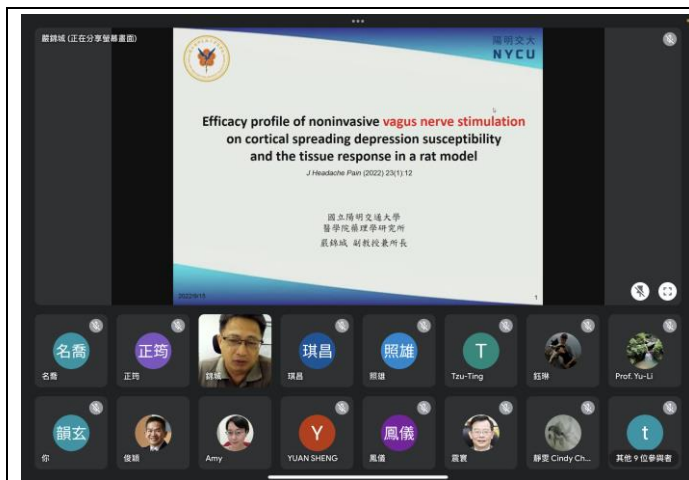 嚴錦城 (正在分享螢幕畫面)
陽明交大
NYCU
Efficacy profile of noninvasive vagus nerve stimulation
on cortical spreading depression susceptibility
and the tissue response in a rat model
J Headache Pain (2022) 23(1):12
國立陽明交通大學
醫學院藥理學研究所
嚴錦城 副教授兼所長
2022/9/15
1
名喬
正筠
琪昌
照雄
T
名喬
正筠
錦城
琪昌
照雄
Tzu-Ting
鈺琳
Prof. Yu-Li
韻玄
Y
鳳儀
t
你
俊穎
Amy
YUAN SHENG
鳳儀
震寰
靜雯 Cindy Ch...
其他 9 位參與者